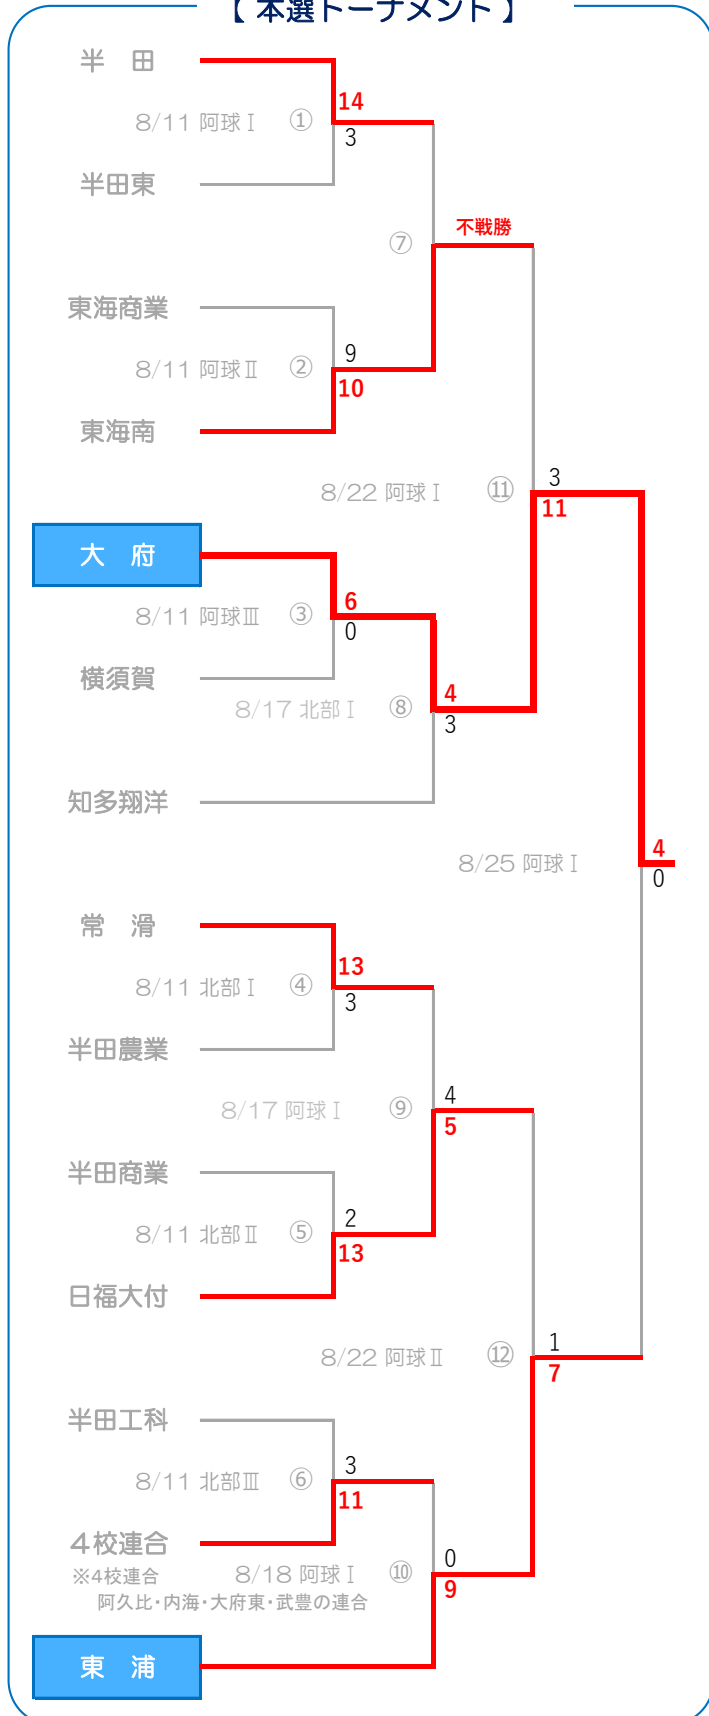 【 本選トーナメント 】
半 田
14
8/11 阿球Ⅰ ①
3
半田東
不戦勝
⑦
東海商業
9
8/11 阿球Ⅱ ②
10
東海南
3
8/22 阿球Ⅰ ⑪
11
大 府
6
8/11 阿球Ⅲ ③
0
横須賀
4
8/17 北部Ⅰ ⑧
3
知多翔洋
4
8/25 阿球Ⅰ
0
常 滑
13
8/11 北部Ⅰ ④
3
半田農業
4
8/17 阿球Ⅰ ⑨
5
半田商業
2
8/11 北部Ⅱ ⑤
13
日福大付
1
8/22 阿球Ⅱ ⑫
7
半田工科
3
8/11 北部Ⅲ ⑥
11
4校連合
0
※4校連合
8/18 阿球Ⅰ ⑩
9
阿久比・内海・大府東・武豊の連合
東 浦